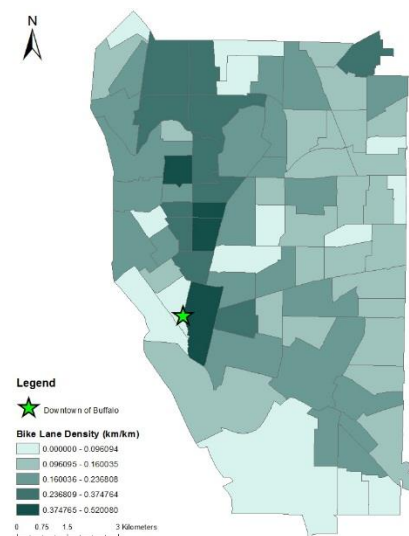 N
Legend
Downtown of Buffalo
Bike Lane Density (km/km)
0.000000 - 0.096094
0.096095 - 0.160035
0.160036 - 0.236808
0.236809 - 0.374764
0.374765 - 0.520080
0 0.75 1.5 3 Kilometers